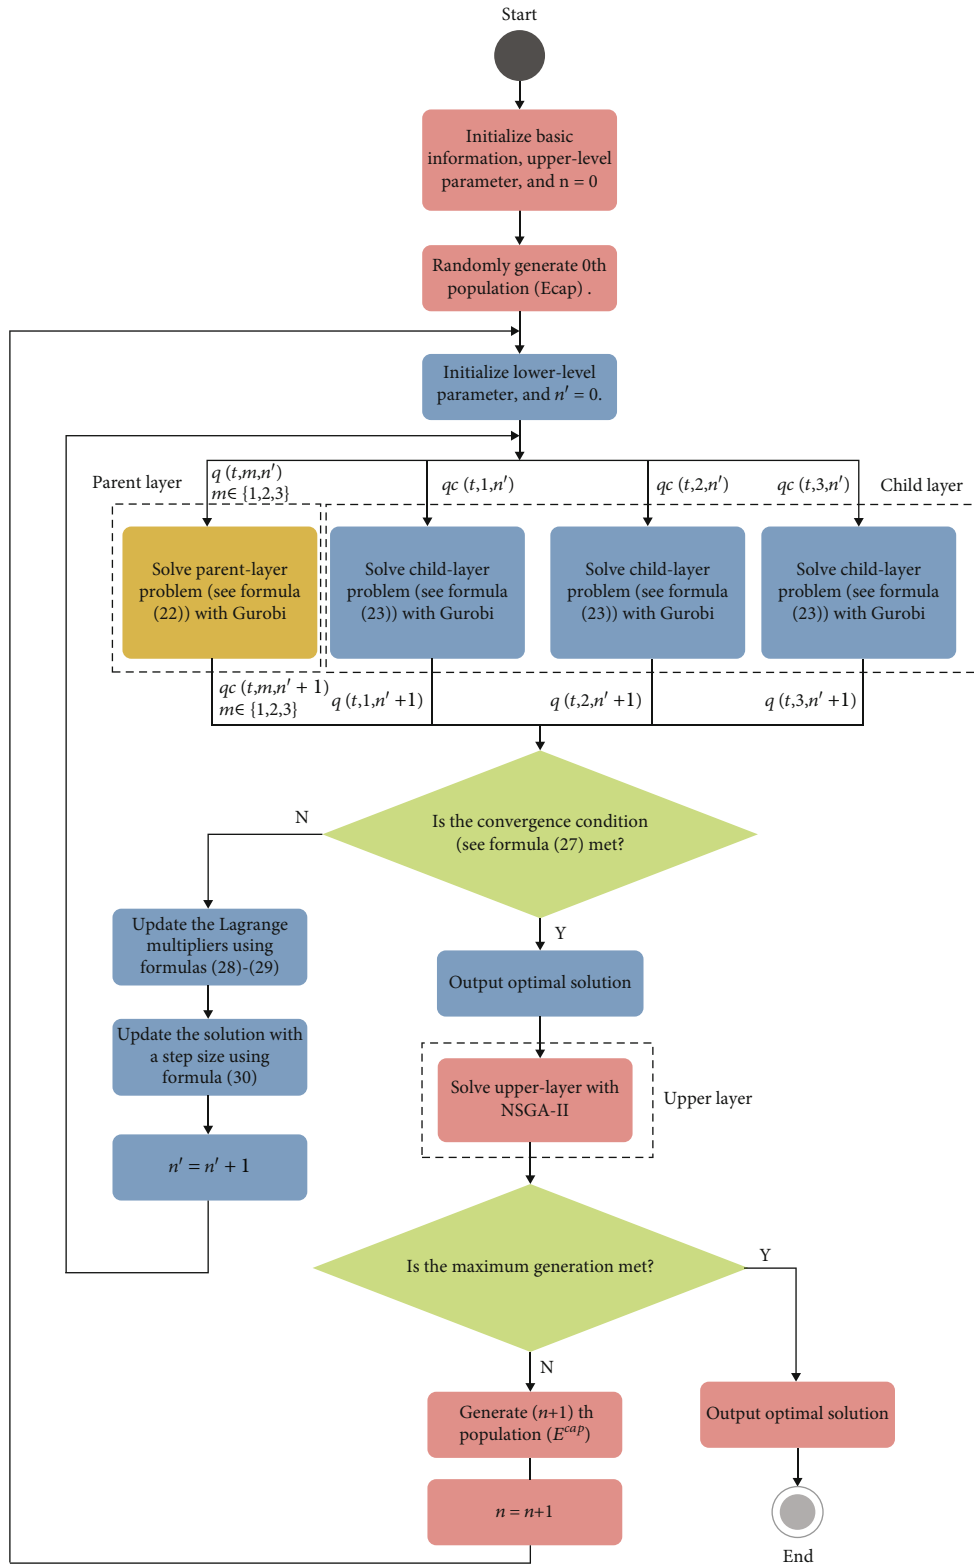 Start
Initialize basic
information, upper-level
parameter, and n = 0
Randomly generate 0th
population (Ecap) .
Initialize lower-level
parameter, and n′ = 0.
Parent layer
q (t,m,n′)
m∈ {1,2,3}
qc (t,1,n′)
qc (t,2,n′)
qc (t,3,n′)
Child layer
Solve parent-layer
problem (see formula
(22)) with Gurobi
Solve child-layer
problem (see formula
(23)) with Gurobi
Solve child-layer
problem (see formula
(23)) with Gurobi
Solve child-layer
problem (see formula
(23)) with Gurobi
qc (t,m,n′ + 1)
m∈ {1,2,3}
q (t,1,n′ +1)
q (t,2,n′ +1)
q (t,3,n′ +1)
Is the convergence condition
(see formula (27) met?
N
Y
Update the Lagrange
multipliers using
formulas (28)-(29)
Update the solution with
a step size using
formula (30)
n′ = n′ + 1
Output optimal solution
Solve upper-layer with
NSGA-II
Upper layer
Is the maximum generation met?
Y
N
Generate (n+1) th
population (E^cap)
n = n+1
Output optimal solution
End